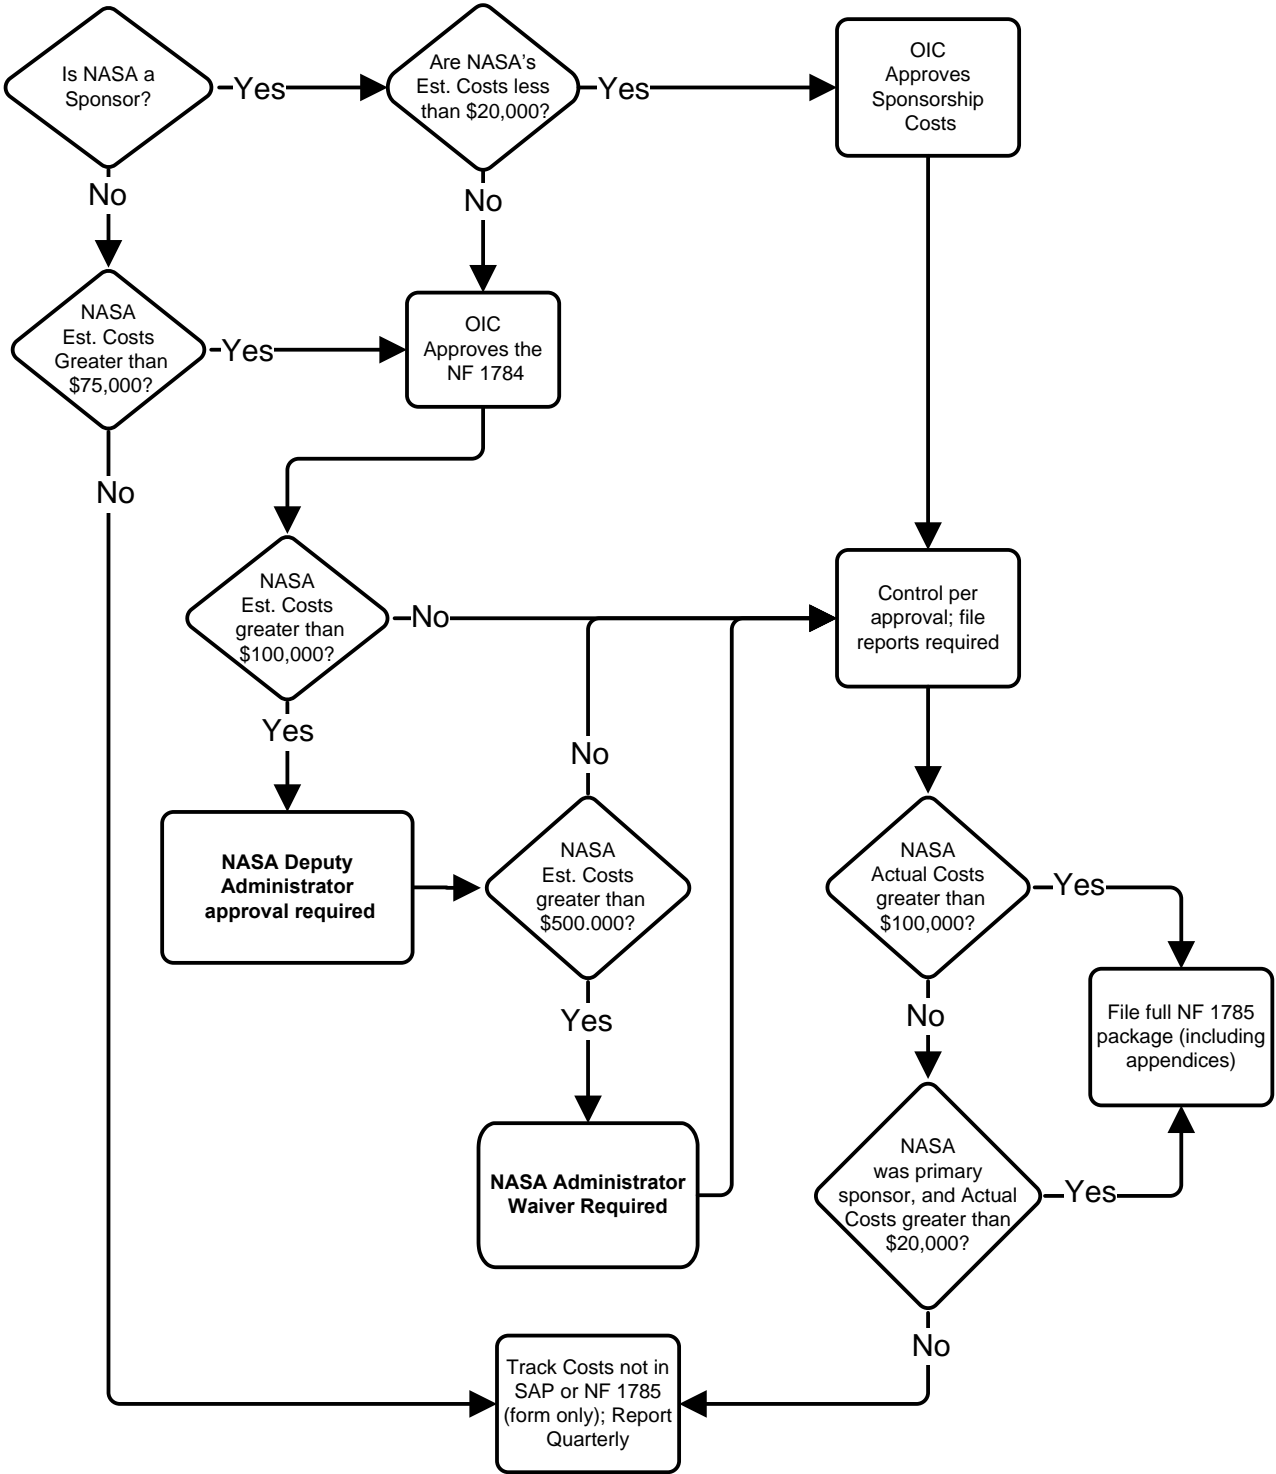 Is NASA a
Sponsor?
Yes
Are NASA's
Est. Costs less
than $20,000?
Yes
OIC
Approves
Sponsorship
Costs
No
No
NASA
Est. Costs
Greater than
$75,000?
Yes
OIC
Approves the
NF 1784
No
NASA
Est. Costs
greater than
$100,000?
No
Control per
approval; file
reports required
Yes
No
NASA Deputy
Administrator
approval required
NASA
Est. Costs
greater than
$500.000?
NASA
Actual Costs
greater than
$100,000?
Yes
Yes
No
File full NF 1785
package (including
appendices)
NASA Administrator
Waiver Required
NASA
was primary
sponsor, and Actual
Costs greater than
$20,000?
Yes
No
Track Costs not in
SAP or NF 1785
(form only); Report
Quarterly